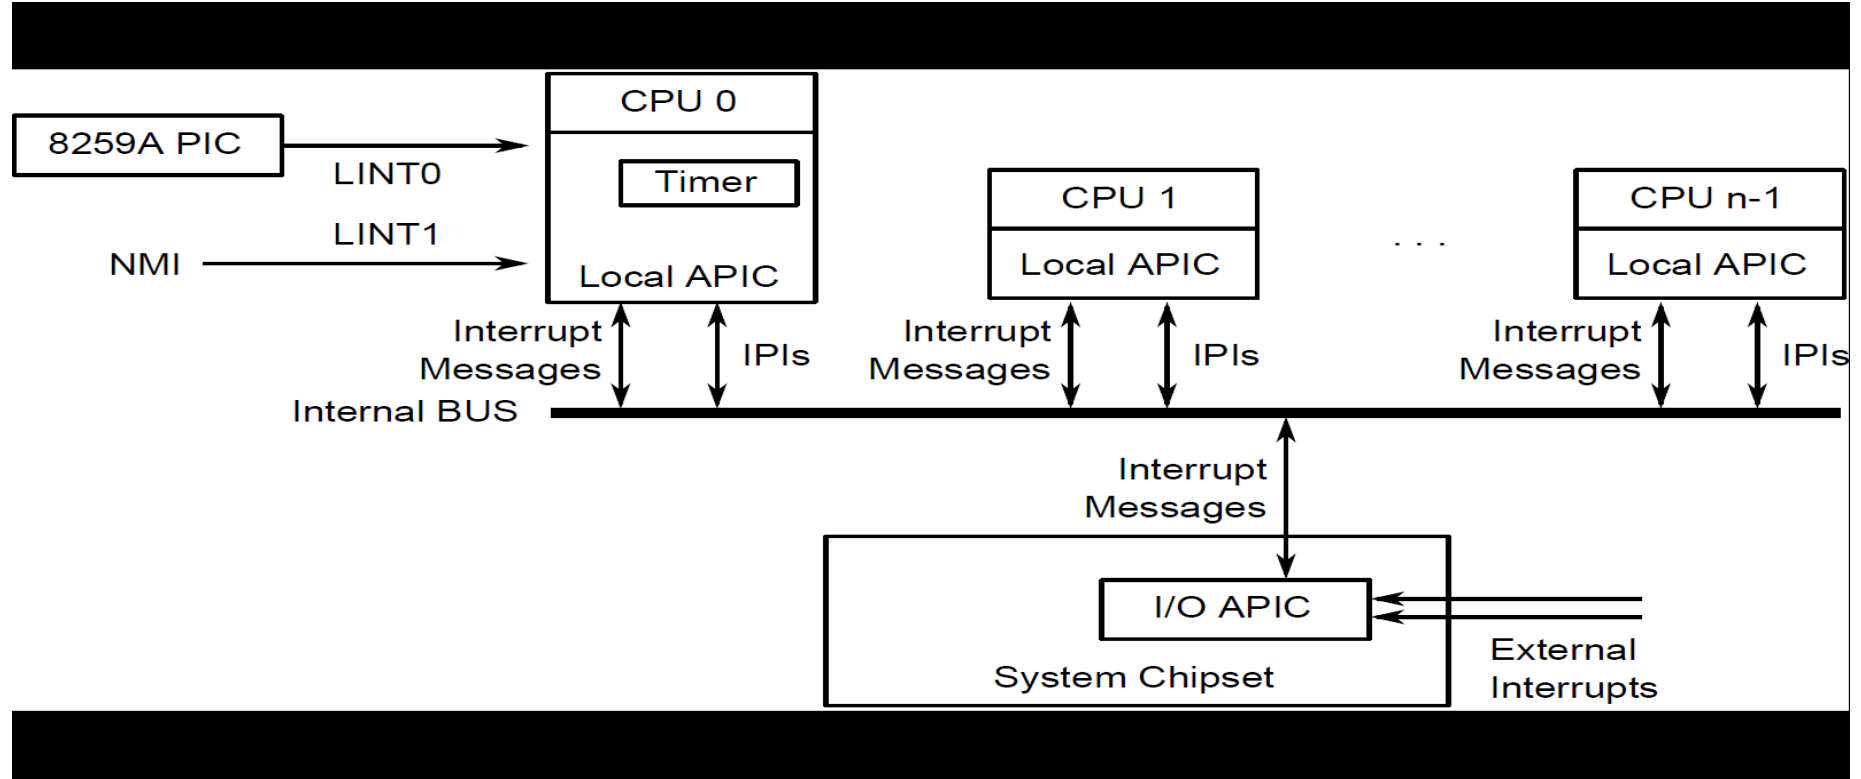 CPU 0
8259A PIC
LINT0
Timer
LINT1
NMI
Local APIC
CPU 1
Local APIC
. . .
CPU n-1
Local APIC
Interrupt
Messages
IPIs
Interrupt
Messages
IPIs
Interrupt
Messages
IPIs
Internal BUS
Interrupt
Messages
I/O APIC
System Chipset
External
Interrupts